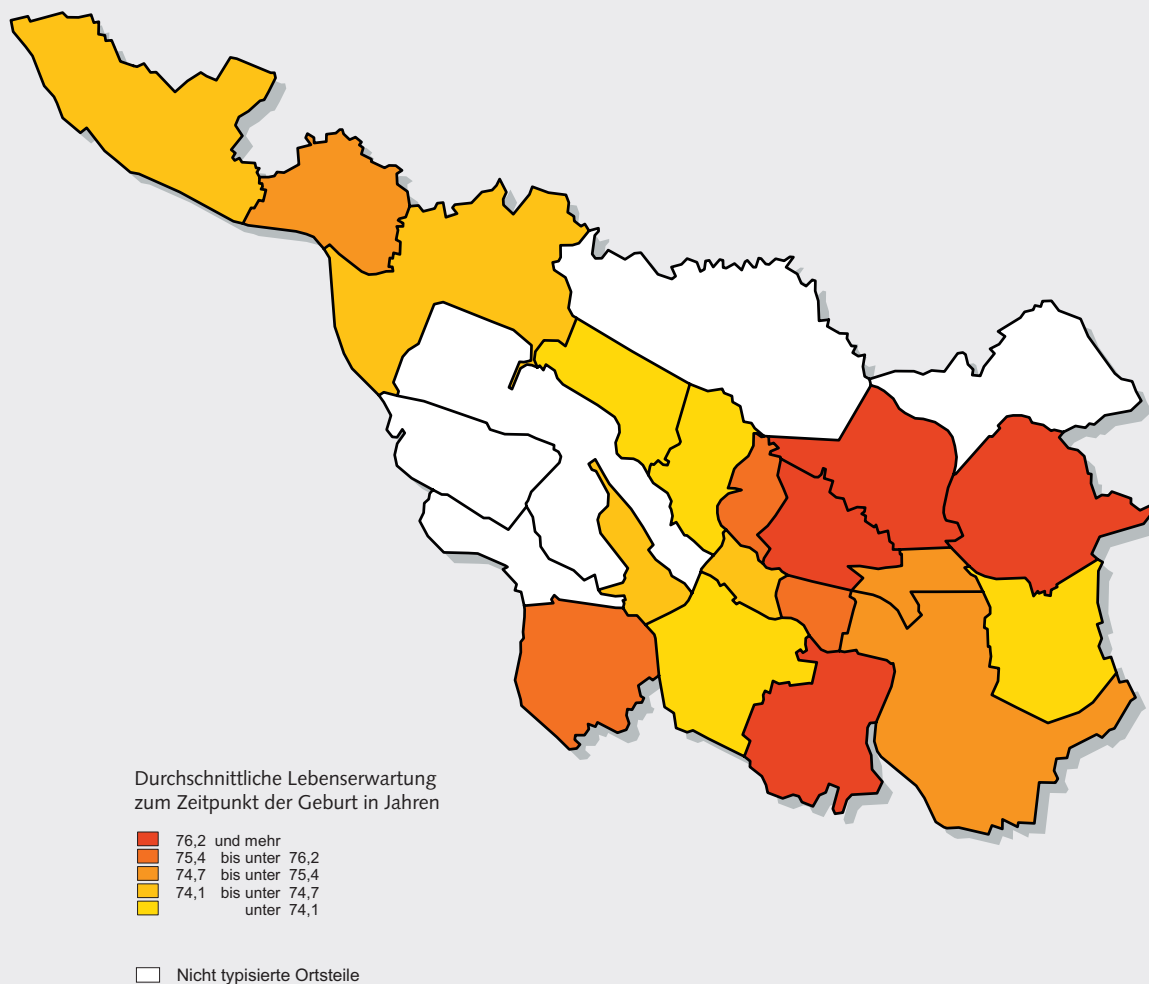 Durchschnittliche Lebenserwartung
zum Zeitpunkt der Geburt in Jahren
76,2 und mehr
75,4 bis unter 76,2
74,7 bis unter 75,4
74,1 bis unter 74,7
unter 74,1
Nicht typisierte Ortsteile